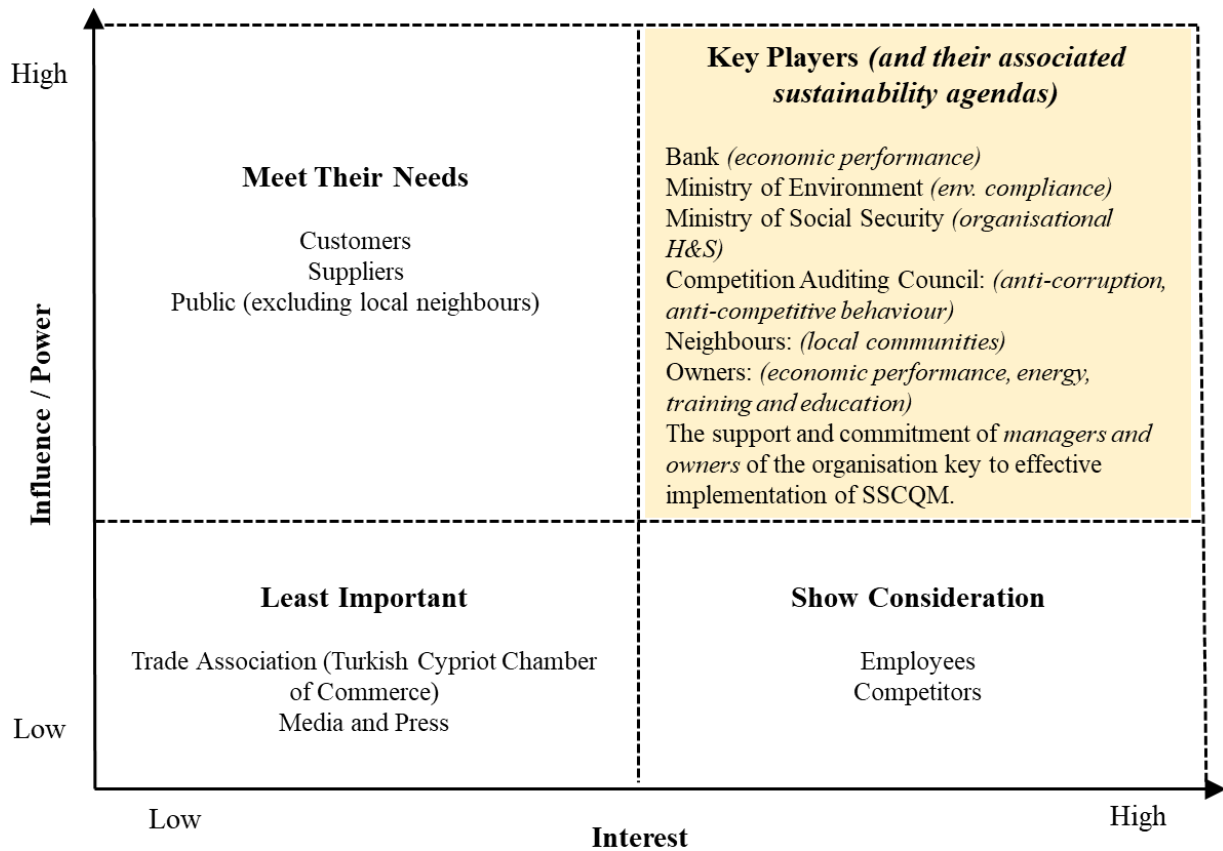 High
Key Players (and their associated
sustainability agendas)
Bank (economic performance)
Ministry of Environment (env. compliance)
Ministry of Social Security (organisational
H&S)
Competition Auditing Council: (anti-corruption,
anti-competitive behaviour)
Neighbours: (local communities)
Owners: (economic performance, energy,
training and education)
The support and commitment of managers and
owners of the organisation key to effective
implementation of SSCQM.
Meet Their Needs
Customers
Suppliers
Public (excluding local neighbours)
Influence / Power
Least Important
Trade Association (Turkish Cypriot Chamber
of Commerce)
Media and Press
Show Consideration
Employees
Competitors
Low
Low
High
Interest